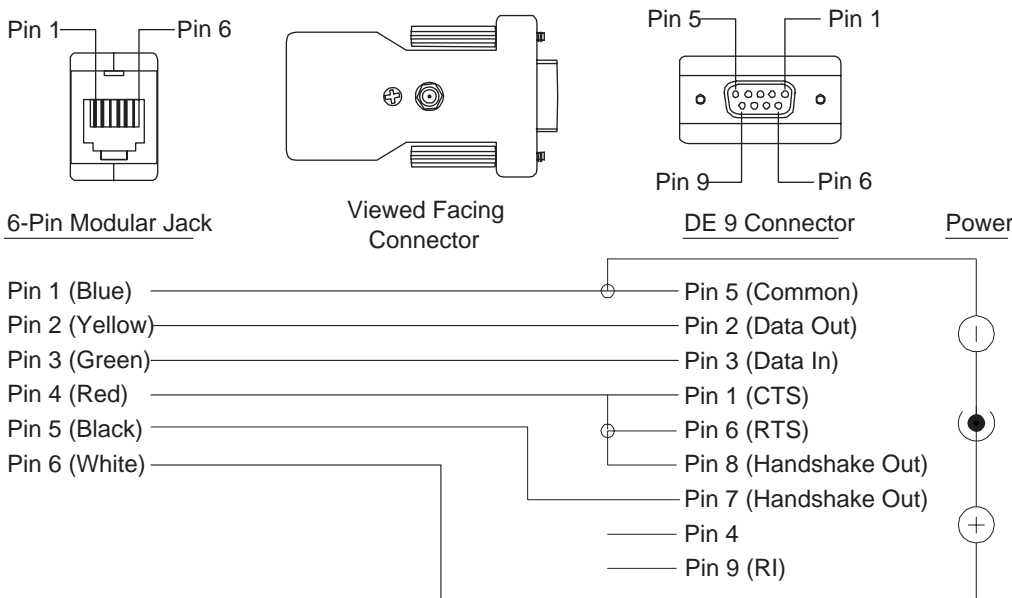 Pin 1 Pin 6
Pin 5 Pin 1
Pin 9 Pin 6
6-Pin Modular Jack
Viewed Facing
Connector
DE 9 Connector
Power
Pin 1 (Blue) Pin 5 (Common)
Pin 2 (Yellow) Pin 2 (Data Out)
Pin 3 (Green) Pin 3 (Data In)
Pin 4 (Red) Pin 1 (CTS)
Pin 5 (Black) Pin 6 (RTS)
Pin 6 (White) Pin 8 (Handshake Out)
Pin 7 (Handshake Out)
Pin 4
Pin 9 (RI)